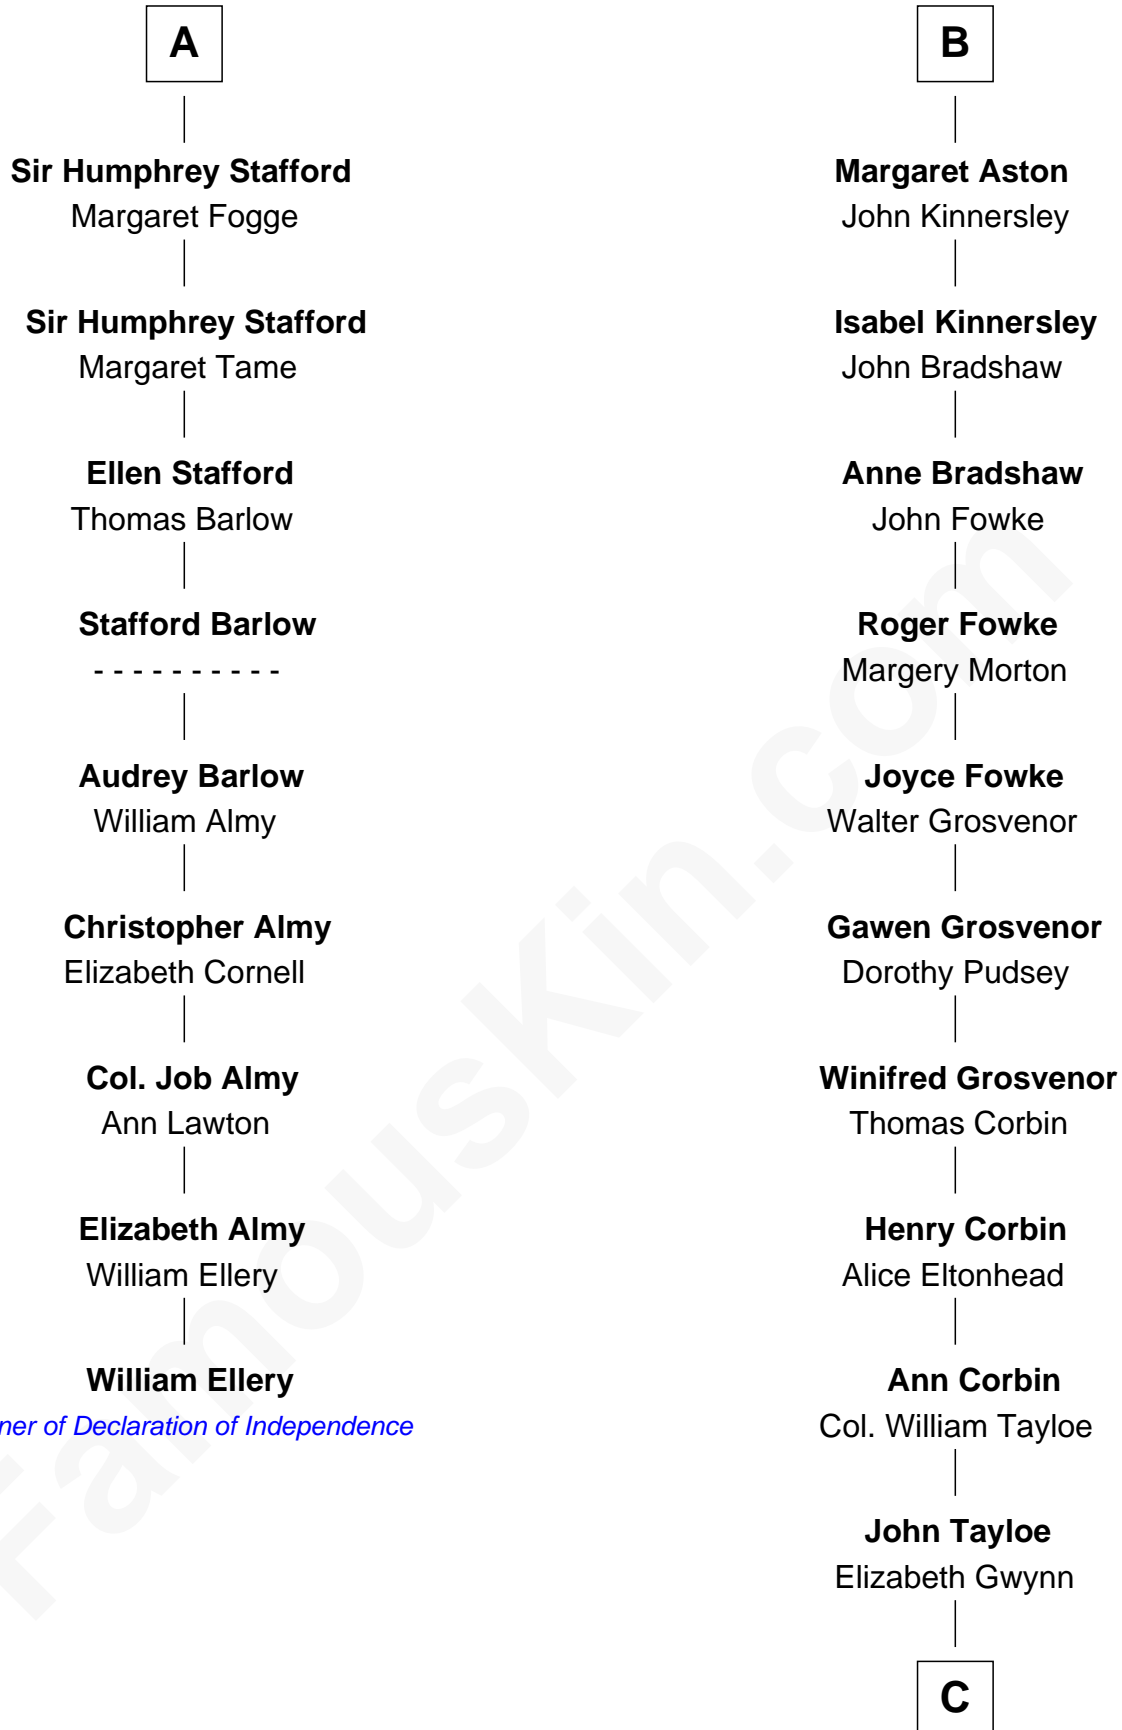 A
Sir Humphrey Stafford
Margaret Fogge
Sir Humphrey Stafford
Margaret Tame
Ellen Stafford
Thomas Barlow
Stafford Barlow
- - - - - - - - - -
Audrey Barlow
William Almy
Christopher Almy
Elizabeth Cornell
Col. Job Almy
Ann Lawton
Elizabeth Almy
William Ellery
William Ellery
ner of Declaration of Independence
B
Margaret Aston
John Kinnersley
Isabel Kinnersley
John Bradshaw
Anne Bradshaw
John Fowke
Roger Fowke
Margery Morton
Joyce Fowke
Walter Grosvenor
Gawen Grosvenor
Dorothy Pudsey
Winifred Grosvenor
Thomas Corbin
Henry Corbin
Alice Eltonhead
Ann Corbin
Col. William Tayloe
John Tayloe
Elizabeth Gwynn
C
FamousKin.com